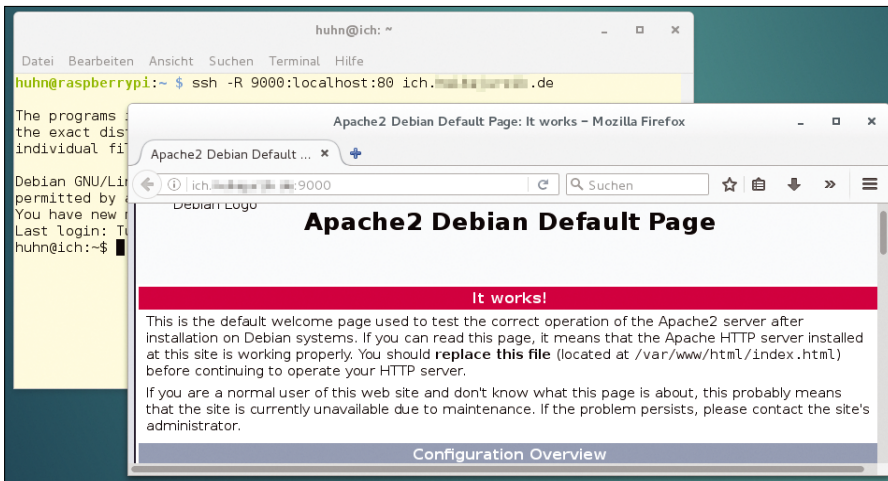 huhn@ich: ~
Datei Bearbeiten Ansicht Suchen Terminal Hilfe
huhn@raspberrypi:~ $ ssh -R 9000:localhost:80 ich. .de
The programs
the exact dis
individual fi
Debian GNU/Li
permitted by
You have new
Last login: T
huhn@ich:~$
Apache2 Debian Default Page: It works – Mozilla Firefox
Apache2 Debian Default ...
ich. :9000
Suchen
Debian Logo
Apache2 Debian Default Page
It works!
This is the default welcome page used to test the correct operation of the Apache2 server after
installation on Debian systems. If you can read this page, it means that the Apache HTTP server installed
at this site is working properly. You should replace this file (located at /var/www/html/index.html)
before continuing to operate your HTTP server.
If you are a normal user of this web site and don't know what this page is about, this probably means
that the site is currently unavailable due to maintenance. If the problem persists, please contact the site's
administrator.
Configuration Overview